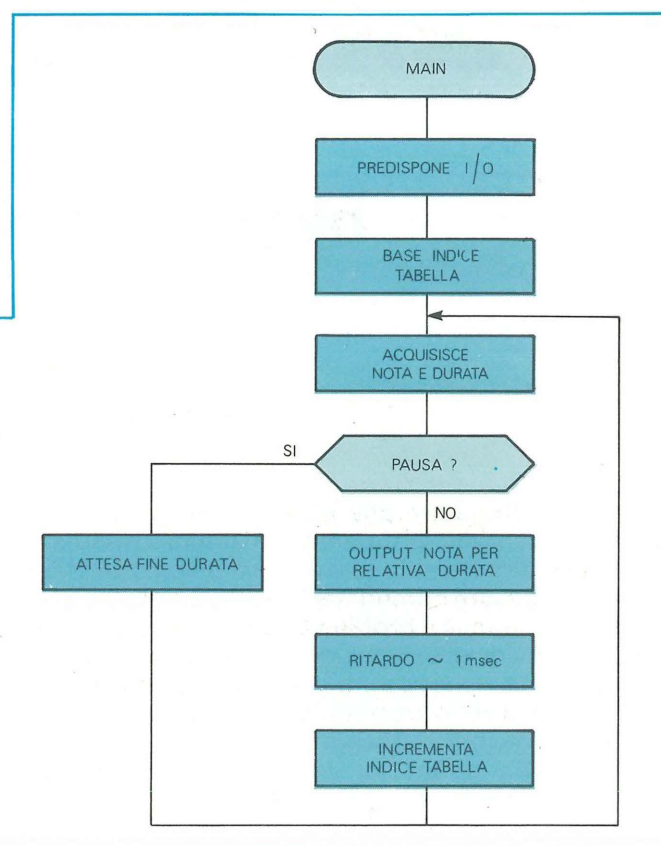 MAIN
PREDISPONE I/O
BASE INDICE
TABELLA
ACQUISISCE
NOTA E DURATA
SI
PAUSA ?
NO
ATTESA FINE DURATA
OUTPUT NOTA PER
RELATIVA DURATA
RITARDO ~ 1msec
INCREMENTA
INDICE TABELLA